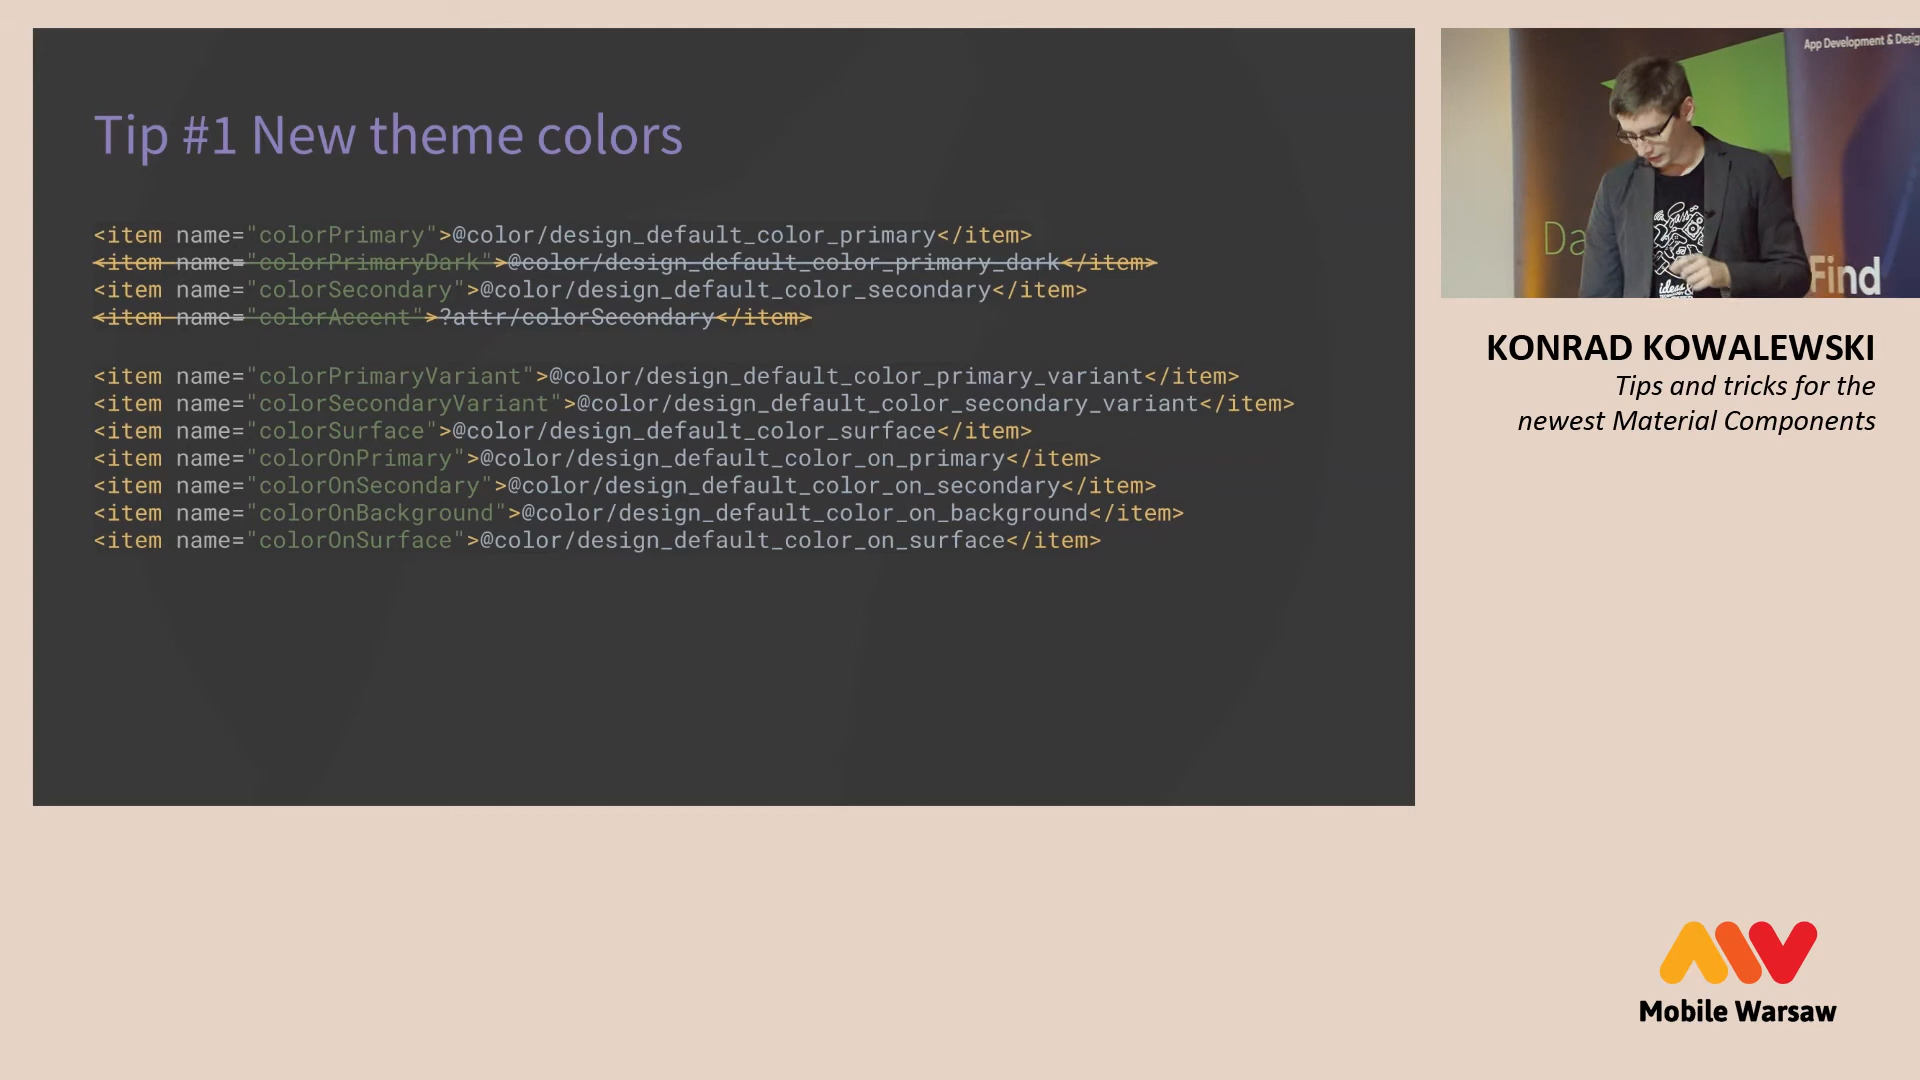 Tip #1 New theme colors
<item name="colorPrimary">@color/design_default_color_primary</item>
<item name="colorPrimaryDark">@color/design_default_color_primary_dark</item>
<item name="colorSecondary">@color/design_default_color_secondary</item>
<item name="colorAccent">?attr/colorSecondary</item>
<item name="colorPrimaryVariant">@color/design_default_color_primary_variant</item>
<item name="colorSecondaryVariant">@color/design_default_color_secondary_variant</item>
<item name="colorSurface">@color/design_default_color_surface</item>
<item name="colorOnPrimary">@color/design_default_color_on_primary</item>
<item name="colorOnSecondary">@color/design_default_color_on_secondary</item>
<item name="colorOnBackground">@color/design_default_color_on_background</item>
<item name="colorOnSurface">@color/design_default_color_on_surface</item>
App Development & Desig
Da
Find
ideas
KONRAD KOWALEWSKI
Tips and tricks for the
newest Material Components
Mobile Warsaw